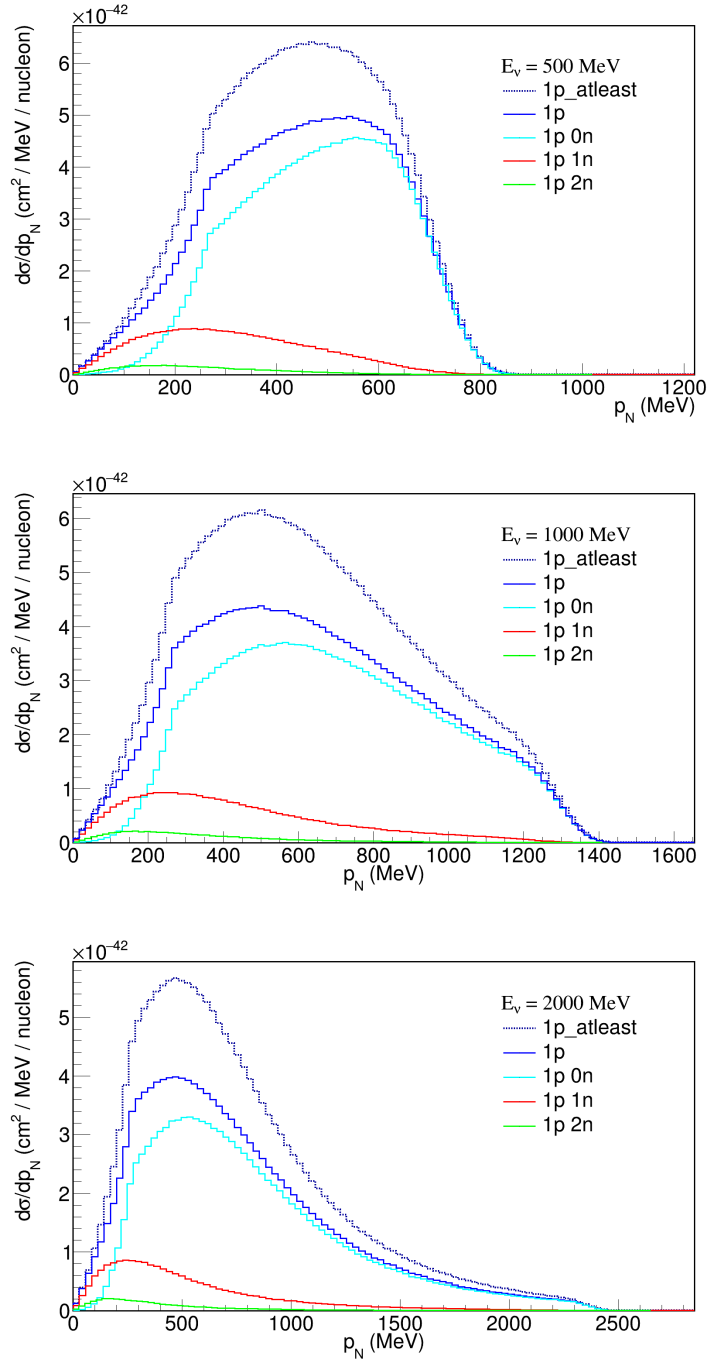 ×10⁻⁴²
dσ/dp_N (cm² / MeV / nucleon)
6
5
4
3
2
1
0
E_ν = 500 MeV
1p_atleast
1p
1p 0n
1p 1n
1p 2n
0 200 400 600 800 1000 1200
p_N (MeV)
×10⁻⁴²
dσ/dp_N (cm² / MeV / nucleon)
6
5
4
3
2
1
0
E_ν = 1000 MeV
1p_atleast
1p
1p 0n
1p 1n
1p 2n
0 200 400 600 800 1000 1200 1400 1600
p_N (MeV)
×10⁻⁴²
dσ/dp_N (cm² / MeV / nucleon)
5
4
3
2
1
0
E_ν = 2000 MeV
1p_atleast
1p
1p 0n
1p 1n
1p 2n
0 500 1000 1500 2000 2500
p_N (MeV)